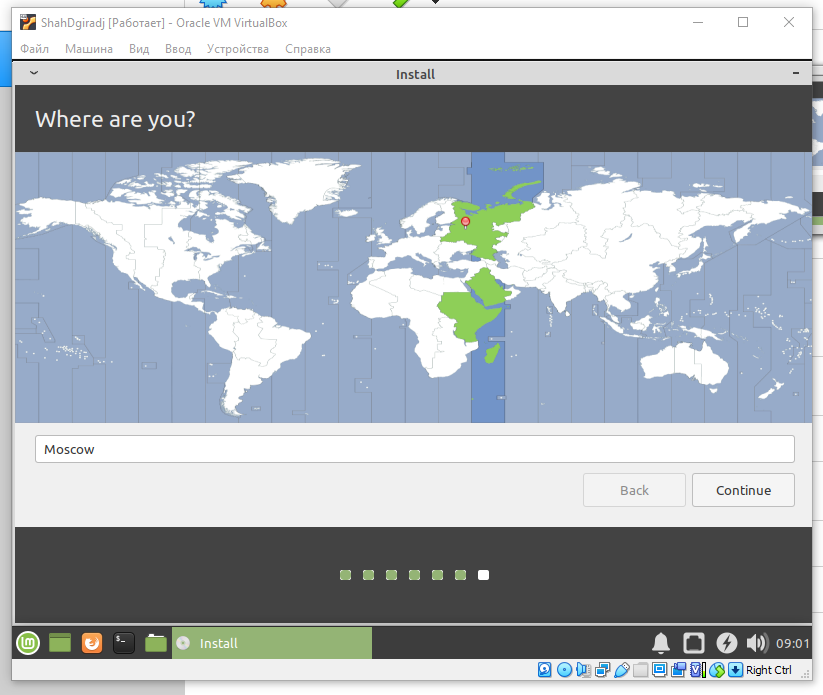 ShahDgiradj [Работает] - Oracle VM VirtualBox
Файл Машина Вид Ввод Устройства Справка
Install
Where are you?
Moscow
Back Continue
Install 09:01
Right Ctrl